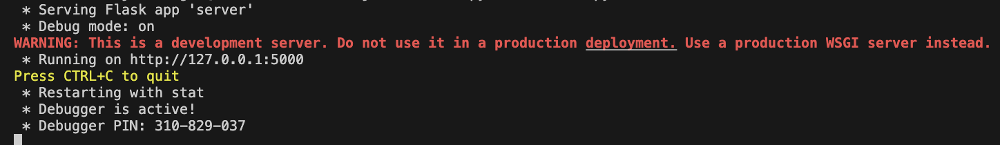 * Serving Flask app 'server'
* Debug mode: on
WARNING: This is a development server. Do not use it in a production deployment. Use a production WSGI server instead.
* Running on http://127.0.0.1:5000
Press CTRL+C to quit
* Restarting with stat
* Debugger is active!
* Debugger PIN: 310-829-037